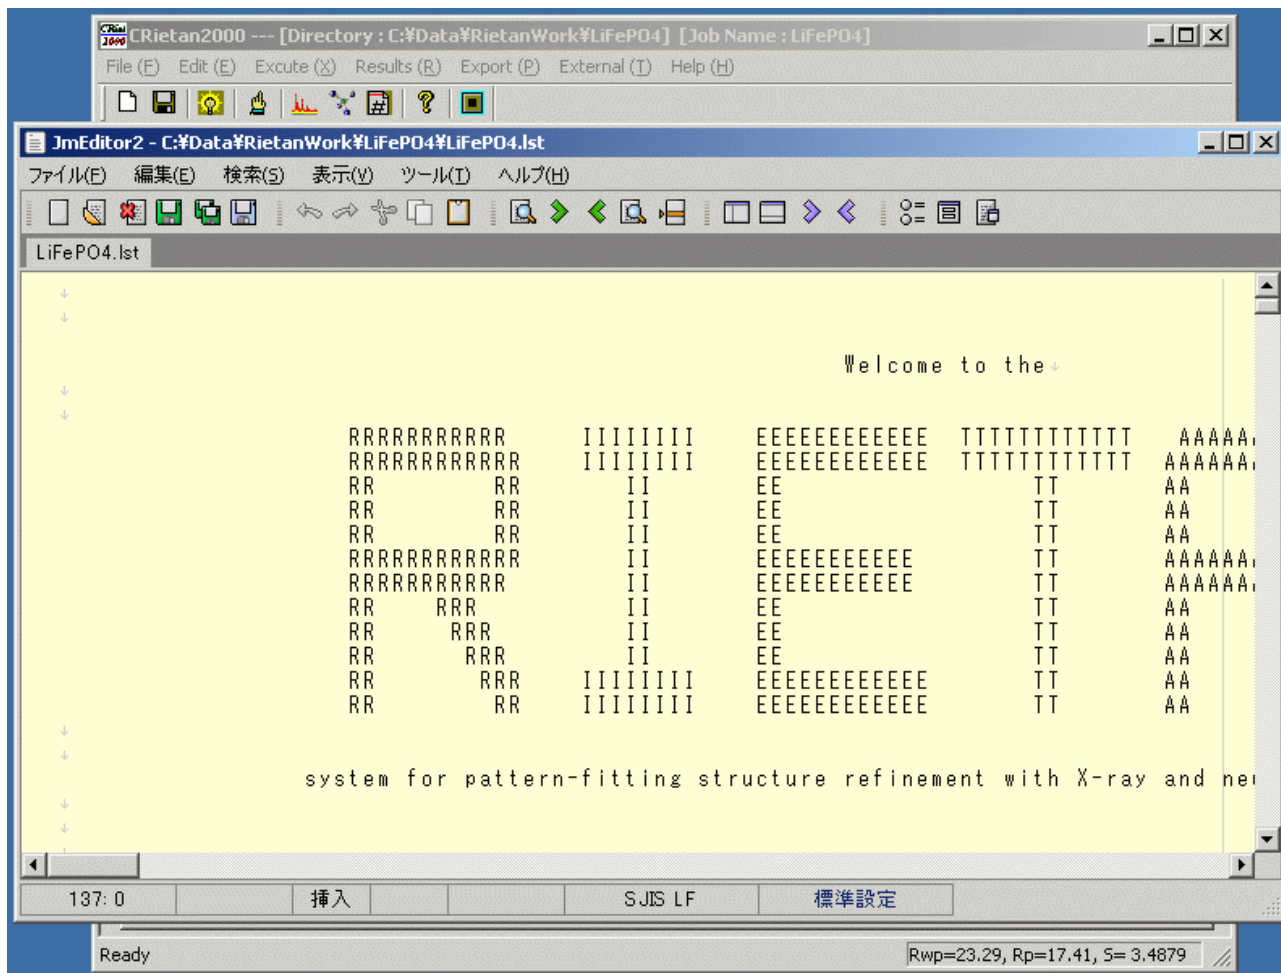 CRietan2000 --- [Directory : C:¥Data¥RietanWork¥LiFePO4] [Job Name : LiFePO4]
File (F) Edit (E) Excute (X) Results (R) Export (P) External (T) Help (H)
JmEditor2 - C:¥Data¥RietanWork¥LiFePO4¥LiFePO4.lst
ファイル(F) 編集(E) 検索(S) 表示(V) ツール(T) ヘルプ(H)
LiFePO4.lst
Welcome to the
RRRRRRRRRRR IIIIIIII EEEEEEEEEEEE TTTTTTTTTTTT AAAAA
RRRRRRRRRRRR IIIIIIII EEEEEEEEEEEE TTTTTTTTTTTT AAAAAA
RR RR II EE TT AA
RR RR II EE TT AA
RR RR II EE TT AA
RRRRRRRRRRRR II EEEEEEEEEEE TT AAAAAA
RRRRRRRRRRR II EEEEEEEEEEE TT AAAAAA
RR RRR II EE TT AA
RR RRR II EE TT AA
RR RRR II EE TT AA
RR RRR IIIIIIII EEEEEEEEEEEE TT AA
RR RR IIIIIIII EEEEEEEEEEEE TT AA
system for pattern-fitting structure refinement with X-ray and
137: 0 挿入 SJIS LF 標準設定
Ready Rwp=23.29, Rp=17.41, S= 3.4879